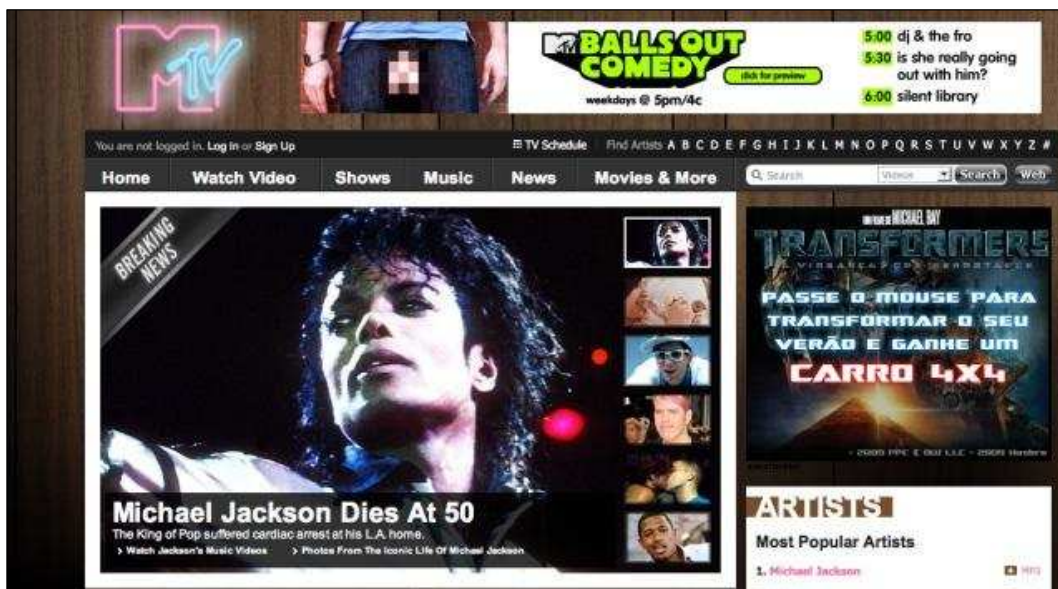 MTV
MTV BALLS OUT
COMEDY
click for preview
weekdays @ 5pm/4c
5:00 dj & the fro
5:30 is she really going
out with him?
6:00 silent library
You are not logged in. Log In or Sign Up
TV Schedule
Find Artists A B C D E F G H I J K L M N O P Q R S T U V W X Y Z #
Home Watch Video Shows Music News Movies & More
Search Videos Search Web
BREAKING
NEWS
UM FILME DE MICHAEL BAY
TRANSFORMERS
PASSE O MOUSE PARA
TRANSFORMAR O SEU
VERÃO E GANHE UM
CARRO 4X4
Michael Jackson Dies At 50
The King of Pop suffered cardiac arrest at his L.A. home.
> Watch Jackson's Music Videos > Photos From The Iconic Life Of Michael Jackson
ARTISTS
Most Popular Artists
1. Michael Jackson